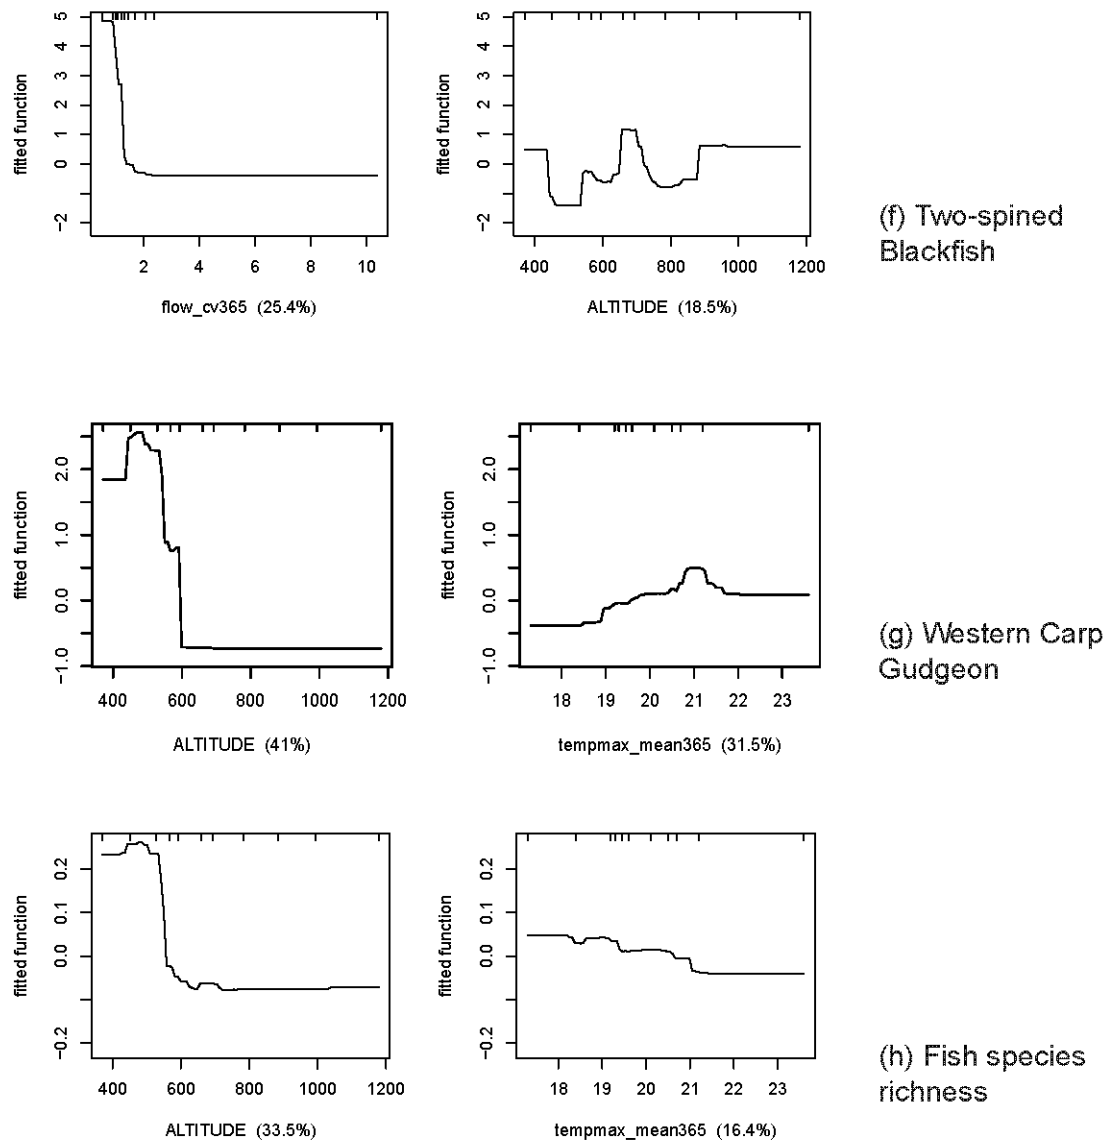 5
4
3
2
1
0
−2
fitted function
2 4 6 8 10
flow_cv365 (25.4%)
5
4
3
2
1
0
−2
fitted function
400 600 800 1000 1200
ALTITUDE (18.5%)
(f) Two-spined
Blackfish
2.0
1.0
0.0
−1.0
fitted function
400 600 800 1000 1200
ALTITUDE (41%)
2.0
1.0
0.0
−1.0
fitted function
18 19 20 21 22 23
tempmax_mean365 (31.5%)
(g) Western Carp
Gudgeon
0.2
0.1
0.0
−0.2
fitted function
400 600 800 1000 1200
ALTITUDE (33.5%)
0.2
0.1
0.0
−0.2
fitted function
18 19 20 21 22 23
tempmax_mean365 (16.4%)
(h) Fish species
richness